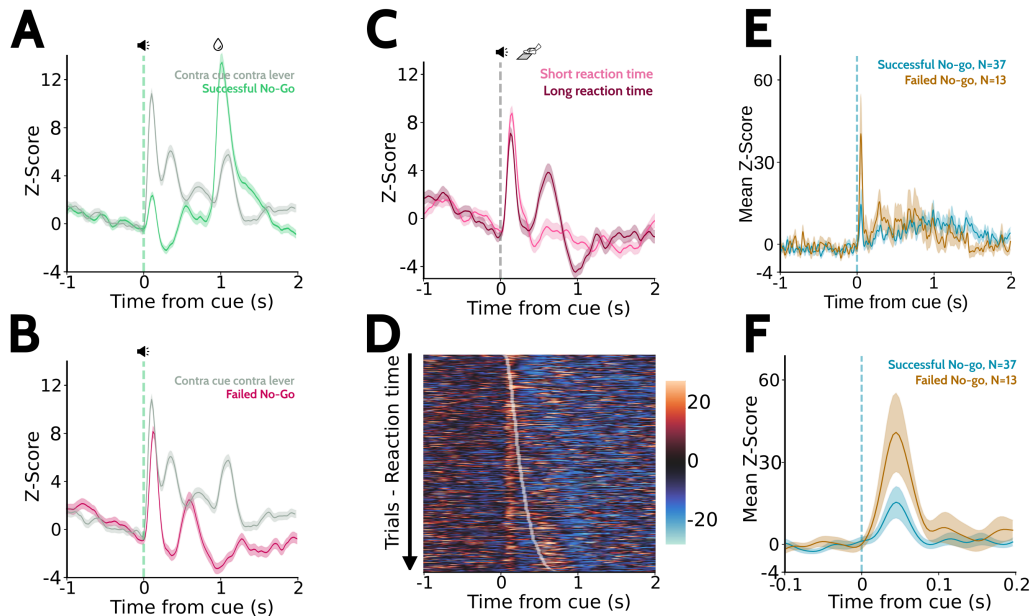 A
Contra cue contra lever
Successful No-Go
Z-Score
12
8
4
0
-4
-1
0
1
2
Time from cue (s)
B
Contra cue contra lever
Failed No-Go
Z-Score
12
8
4
0
-4
-1
0
1
2
Time from cue (s)
C
Short reaction time
Long reaction time
Z-Score
12
8
4
0
-4
-1
0
1
2
Time from cue (s)
D
Trials - Reaction time
20
0
-20
-1
0
1
2
Time from cue (s)
E
Successful No-go, N=37
Failed No-go, N=13
Mean Z-Score
60
30
0
-4
-1
0
1
2
Time from cue (s)
F
Successful No-go, N=37
Failed No-go, N=13
Mean Z-Score
60
30
0
-4
-0.1
0
0.1
0.2
Time from cue (s)